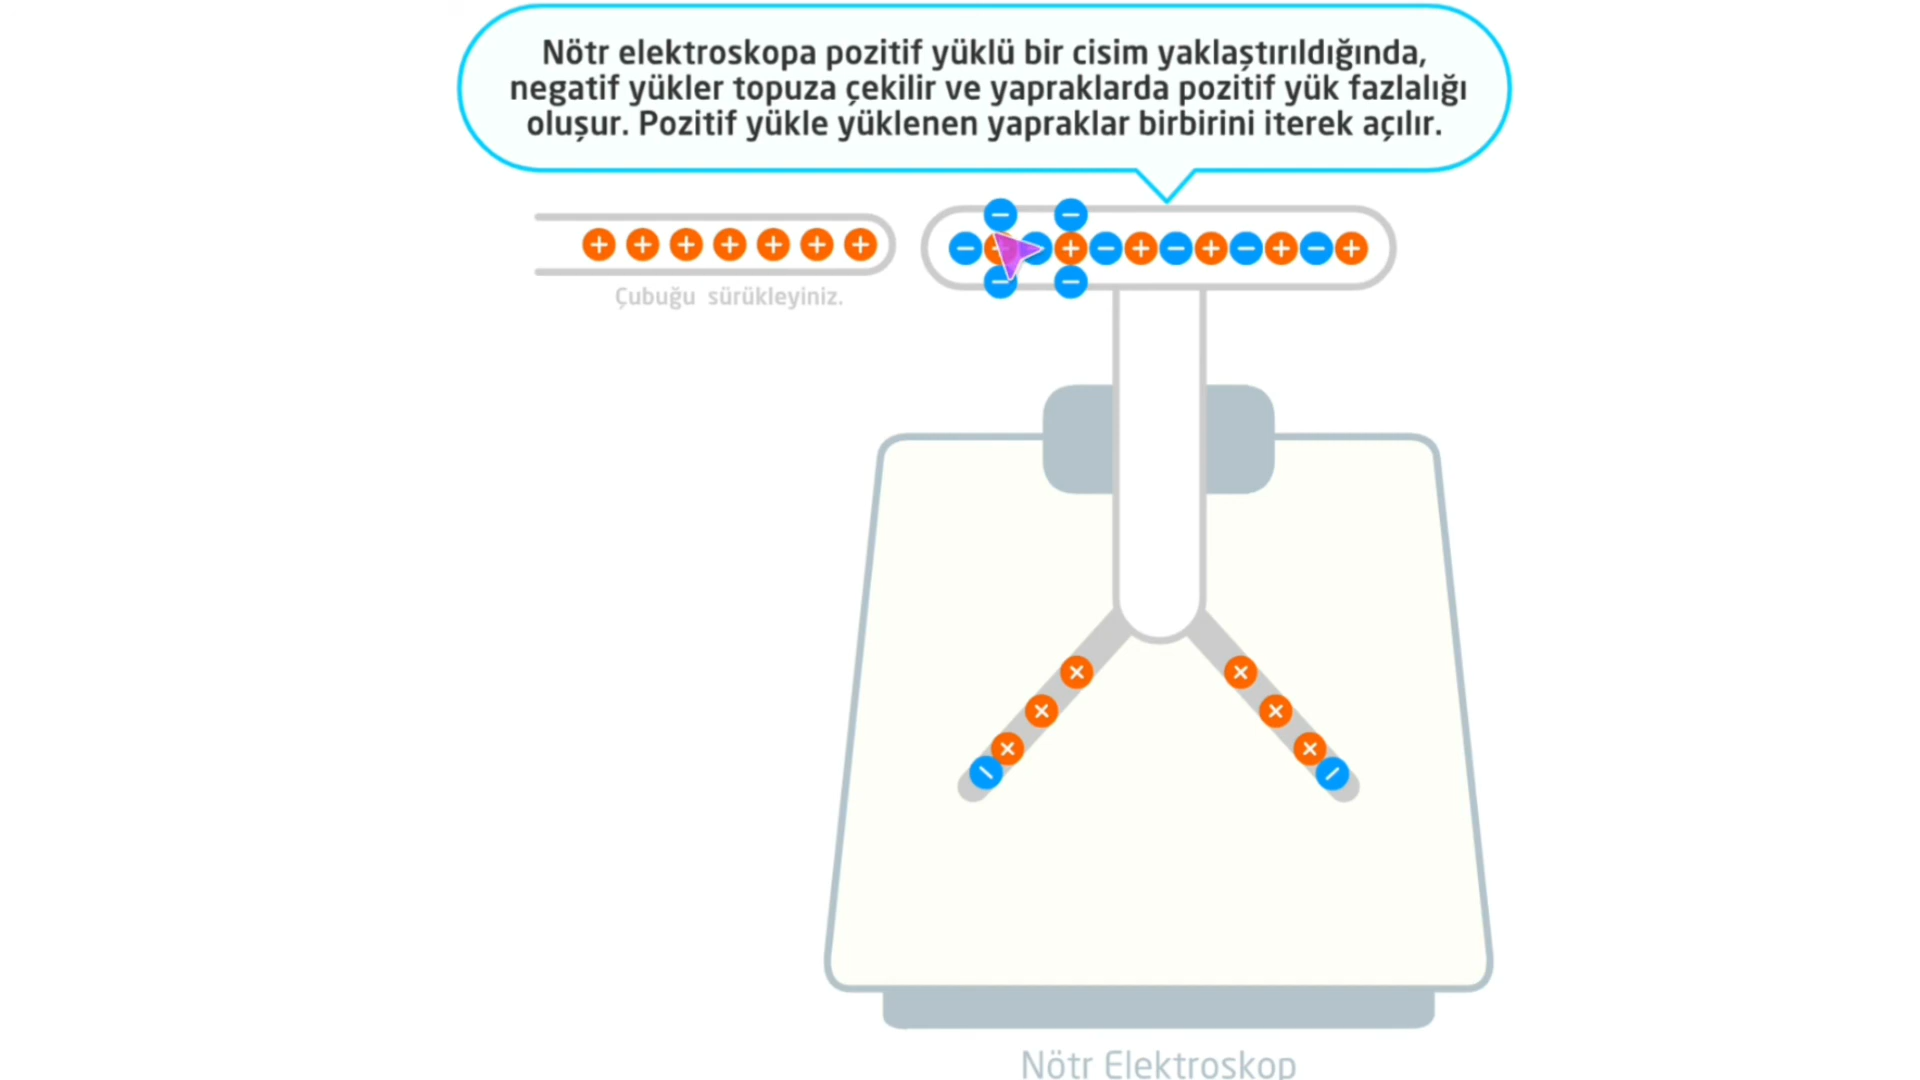 Nötr elektroskopa pozitif yüklü bir cisim yaklaştırıldığında,
negatif yükler topuza çekilir ve yapraklarda pozitif yük fazlalığı
oluşur. Pozitif yükle yüklenen yapraklar birbirini iterek açılır.
Çubuğu sürükleyiniz.
Nötr Elektroskop